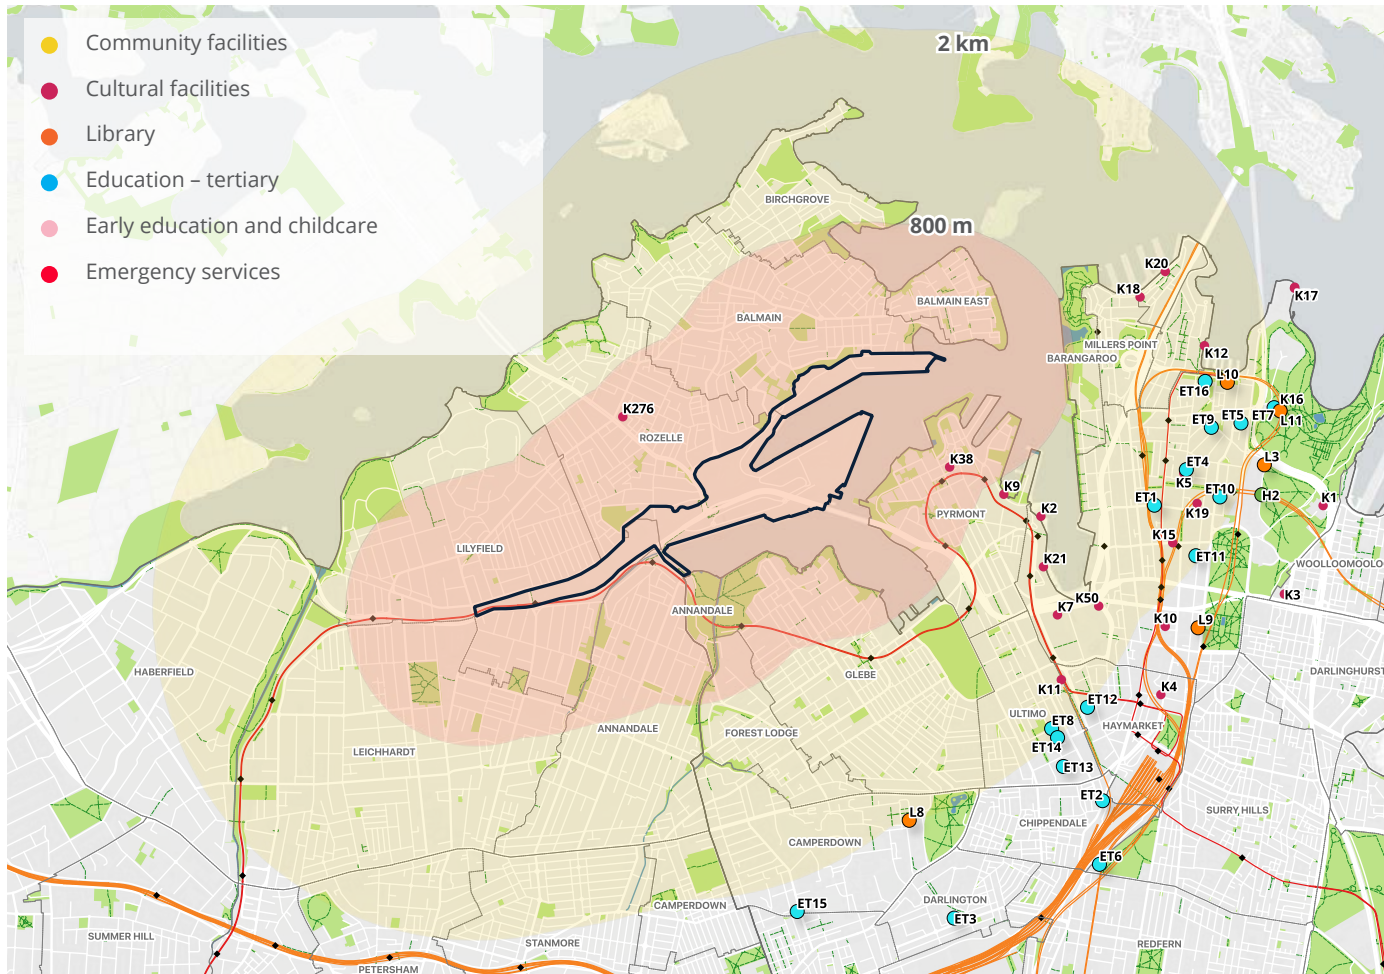 Community facilities
Cultural facilities
Library
Education – tertiary
Early education and childcare
Emergency services
2 km
800 m
BIRCHGROVE
BALMAIN EAST
BALMAIN
K20
K18
K17
MILLERS POINT
BARANGAROO
K12
L10
ET16
K16
ET9
ET5
ET7
L11
K276
ROZELLE
K38
L3
ET4
K5
ET10
H2
K1
K9
ET1
K19
K2
PYRMONT
K15
LILYFIELD
ET11
K21
WOOLLOOMOOLO
K3
K50
K7
ANNANDALE
K10
L9
HABERFIELD
GLEBE
DARLINGHURST
K11
K4
ET12
ULTIMO
ET8
HAYMARKET
ANNANDALE
FOREST LODGE
ET14
LEICHHARDT
ET13
ET2
SURRY HILLS
L8
CHIPPENDALE
CAMPERDOWN
ET6
DARLINGTON
CAMPERDOWN
ET15
ET3
SUMMER HILL
STANMORE
REDFERN
PETERSHAM